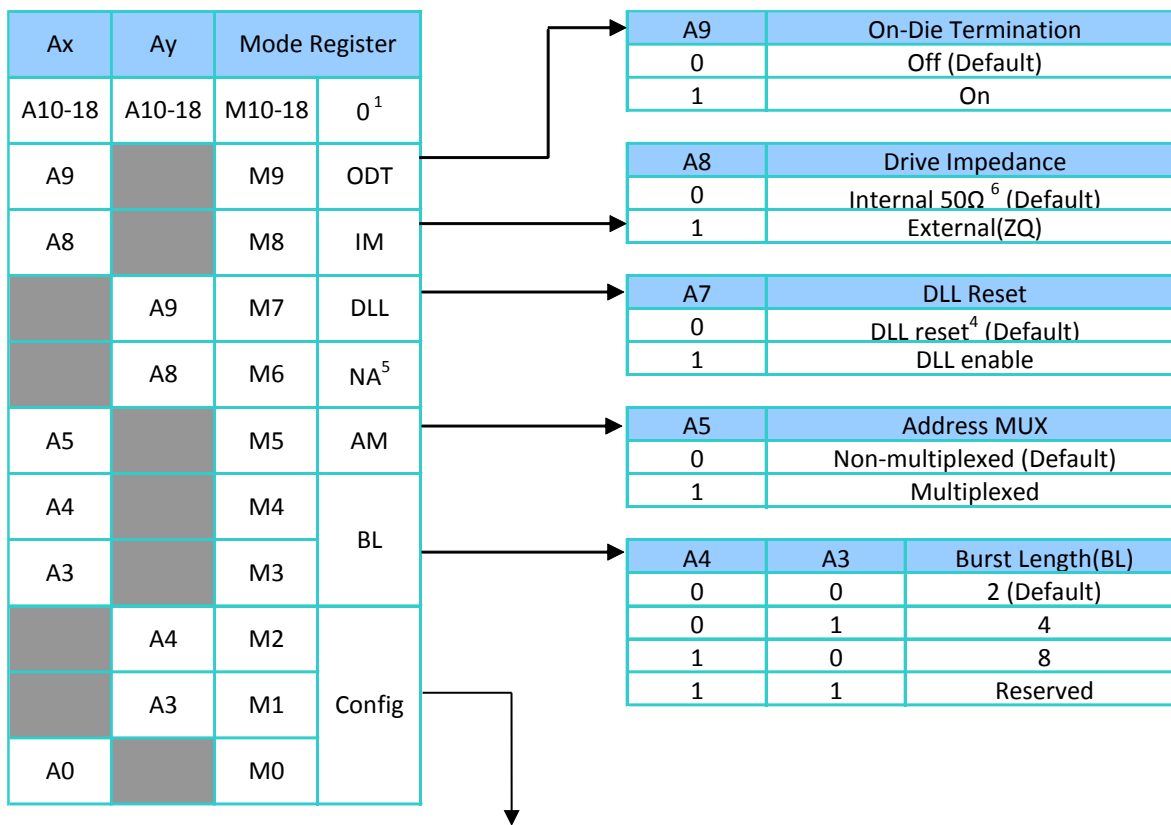 Ax Ay Mode Register
A10-18 A10-18 M10-18 0¹
A9 M9 ODT
A8 M8 IM
A9 M7 DLL
A8 M6 NA⁵
A5 M5 AM
A4 M4 BL
A3 M3
A4 M2 Config
A3 M1
A0 M0
A9 On-Die Termination
0 Off (Default)
1 On
A8 Drive Impedance
0 Internal 50Ω ⁶ (Default)
1 External(ZQ)
A7 DLL Reset
0 DLL reset⁴ (Default)
1 DLL enable
A5 Address MUX
0 Non-multiplexed (Default)
1 Multiplexed
A4 A3 Burst Length(BL)
0 0 2 (Default)
0 1 4
1 0 8
1 1 Reserved